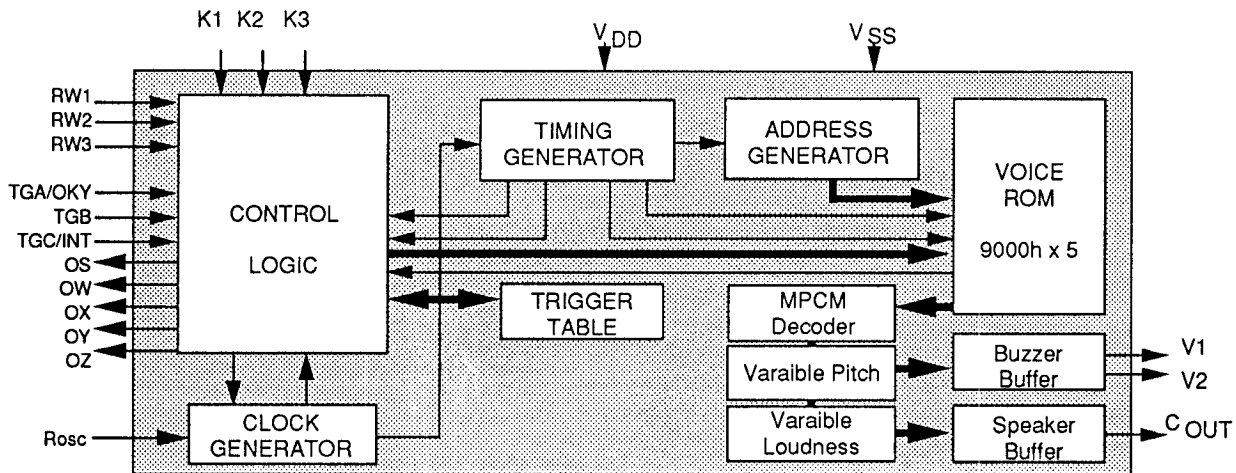 K1 K2 K3
VDD
VSS
RW1
RW2
RW3
TGA/OKY
TGB
TGC/INT
OS
OW
OX
OY
OZ
Rosc
CONTROL
LOGIC
CLOCK
GENERATOR
TIMING
GENERATOR
ADDRESS
GENERATOR
TRIGGER
TABLE
VOICE
ROM
9000h x 5
MPCM
Decoder
Varaible Pitch
Varaible
Loudness
Buzzer
Buffer
Speaker
Buffer
V1
V2
COUT